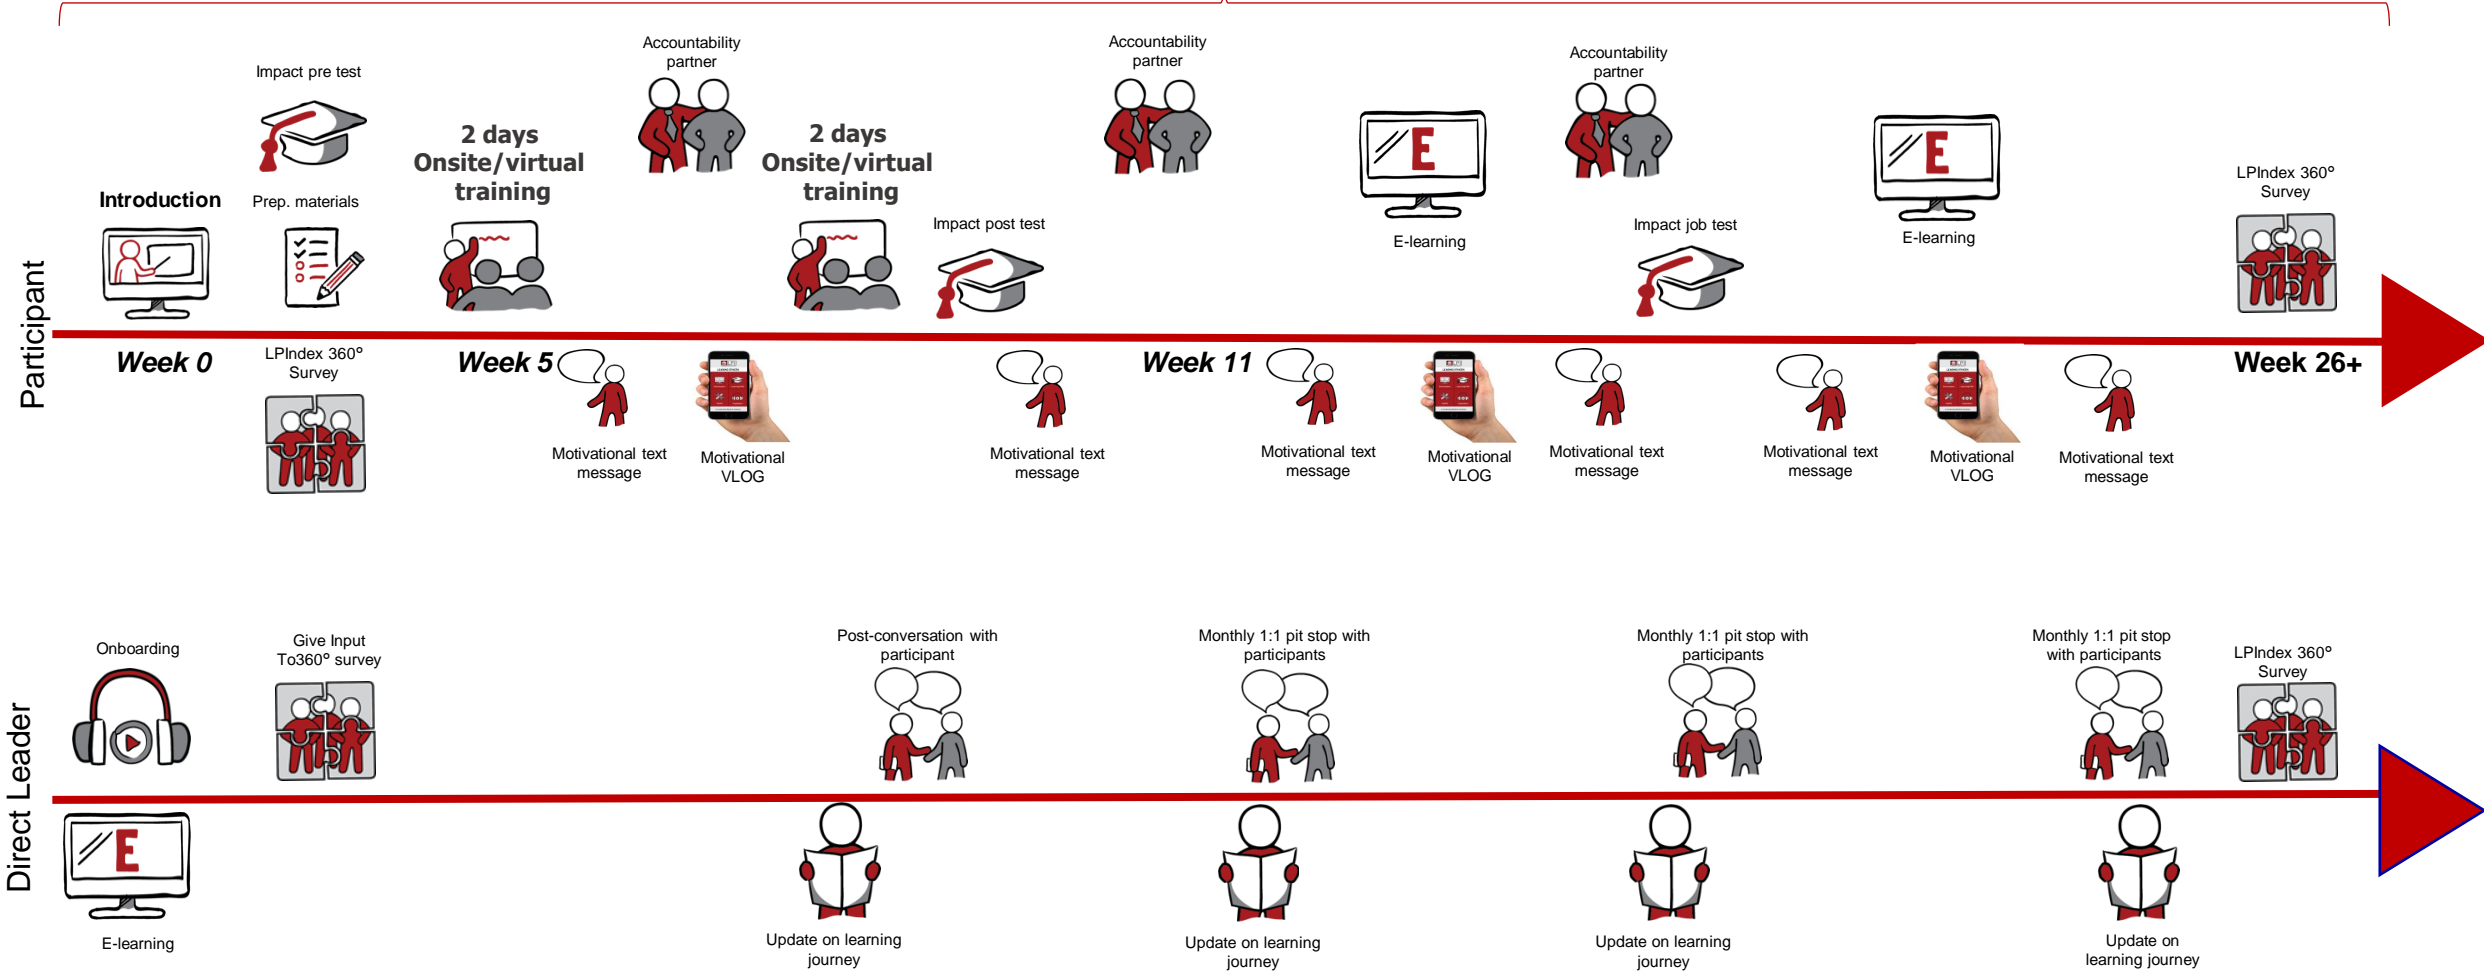 Participant
Accountability
partner
Accountability
partner
Accountability
partner
Impact pre test
2 days
Onsite/virtual
training
2 days
Onsite/virtual
training
E
E
LPIndex 360°
Survey
Introduction
Prep. materials
Impact post test
Impact job test
E-learning
E-learning
Week 0
LPIndex 360°
Survey
Week 5
Week 11
Week 26+
Motivational text
message
Motivational
VLOG
Motivational text
message
Motivational text
message
Motivational
VLOG
Motivational text
message
Motivational text
message
Motivational
VLOG
Motivational text
message
Direct Leader
Onboarding
Give Input
To360° survey
Post-conversation with
participant
Monthly 1:1 pit stop with
participants
Monthly 1:1 pit stop with
participants
Monthly 1:1 pit stop
with participants
LPIndex 360°
Survey
E
E-learning
Update on learning
journey
Update on learning
journey
Update on learning
journey
Update on
learning journey